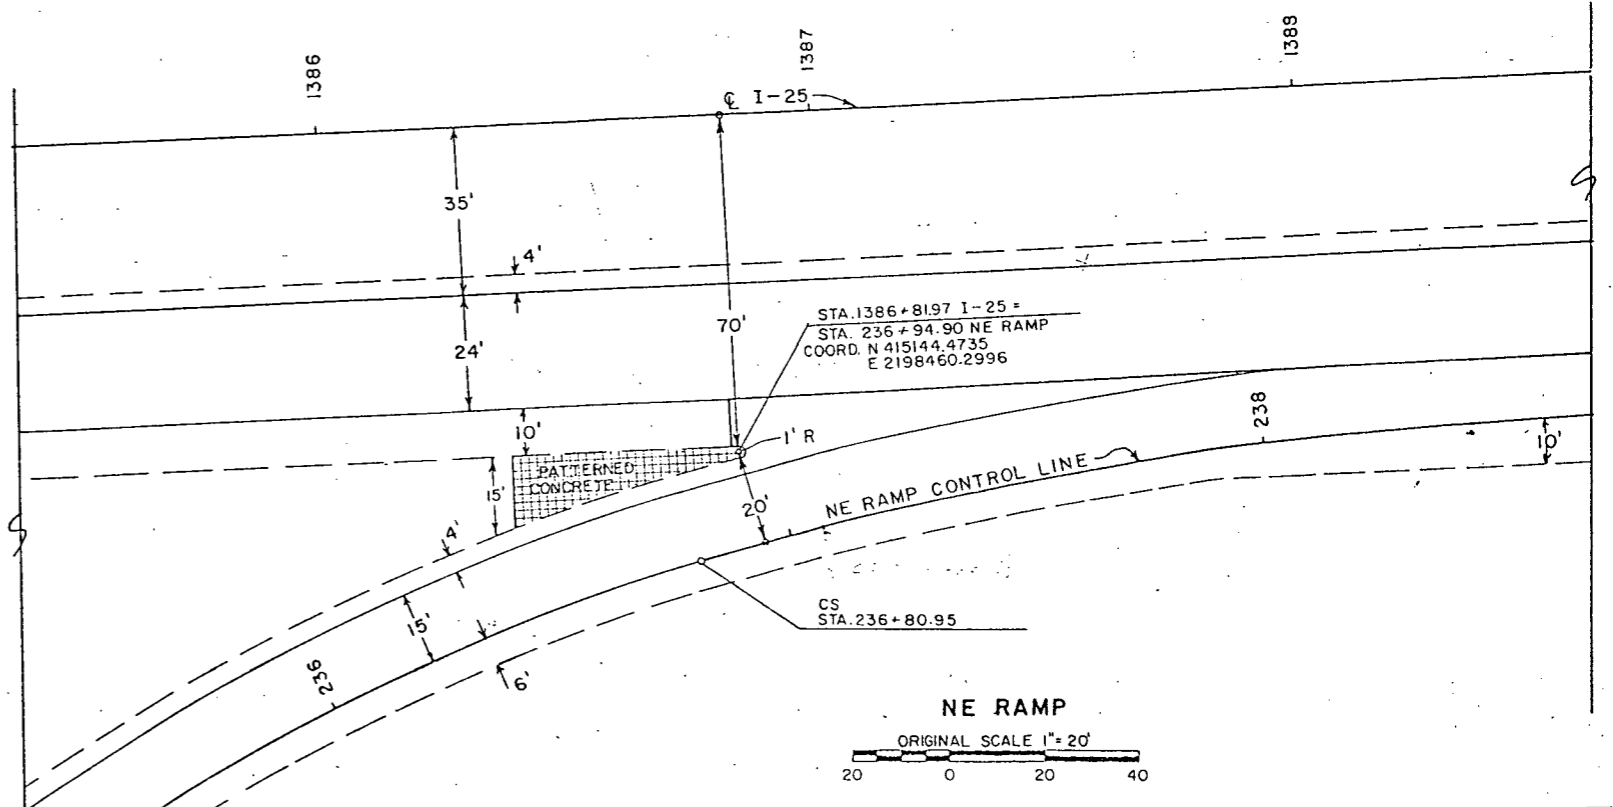 1386
1387
1388
℄ I-25
35'
4'
24'
70'
STA.1386+81.97 I-25 =
STA. 236+94.90 NE RAMP
COORD. N 415144.4735
E 2198460.2996
10'
1' R
PATTERNED
CONCRETE
15'
20'
NE RAMP CONTROL LINE
238
10'
4'
15'
CS
STA.236+80.95
236
6'
NE RAMP
ORIGINAL SCALE 1"=20'
20 0 20 40